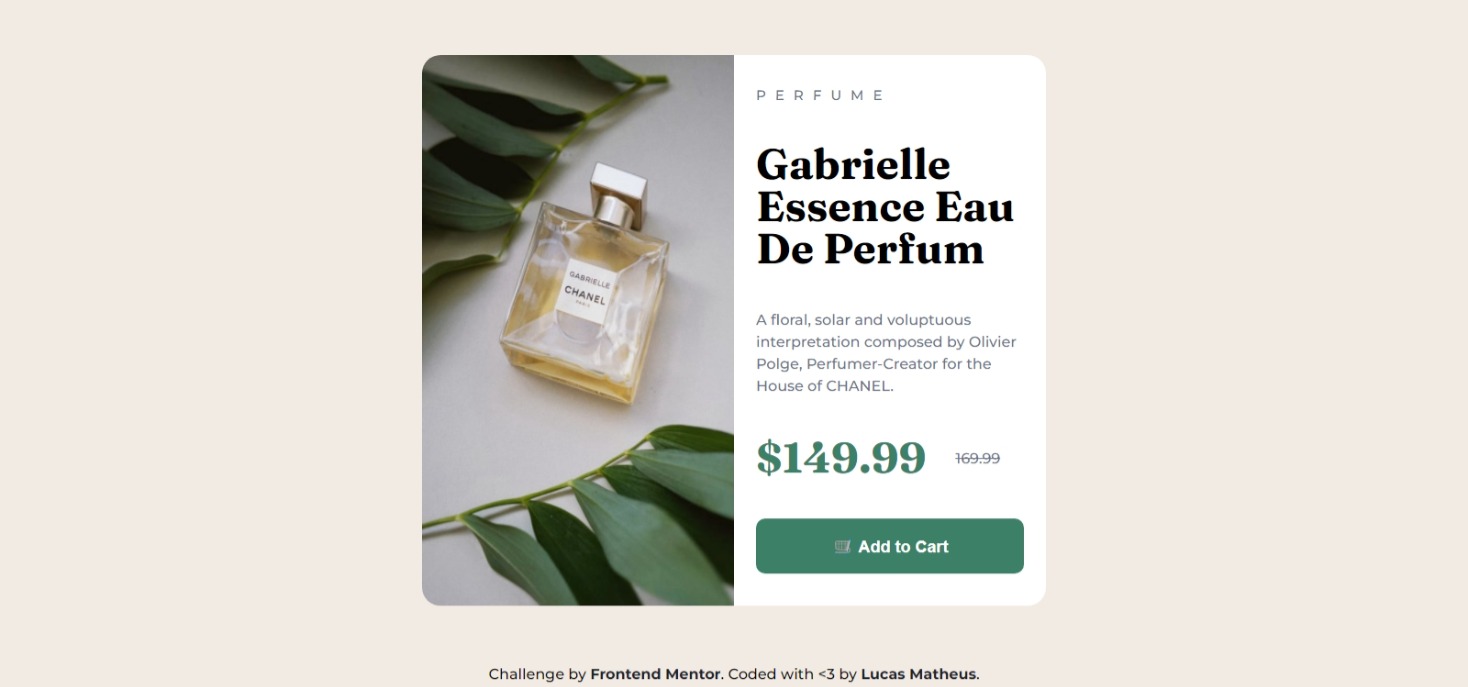 PERFUME
Gabrielle
Essence Eau
De Perfum
GABRIELLE
CHANEL
PARIS
A floral, solar and voluptuous
interpretation composed by Olivier
Polge, Perfumer-Creator for the
House of CHANEL.
$149.99 169.99
Add to Cart
Challenge by Frontend Mentor. Coded with <3 by Lucas Matheus.